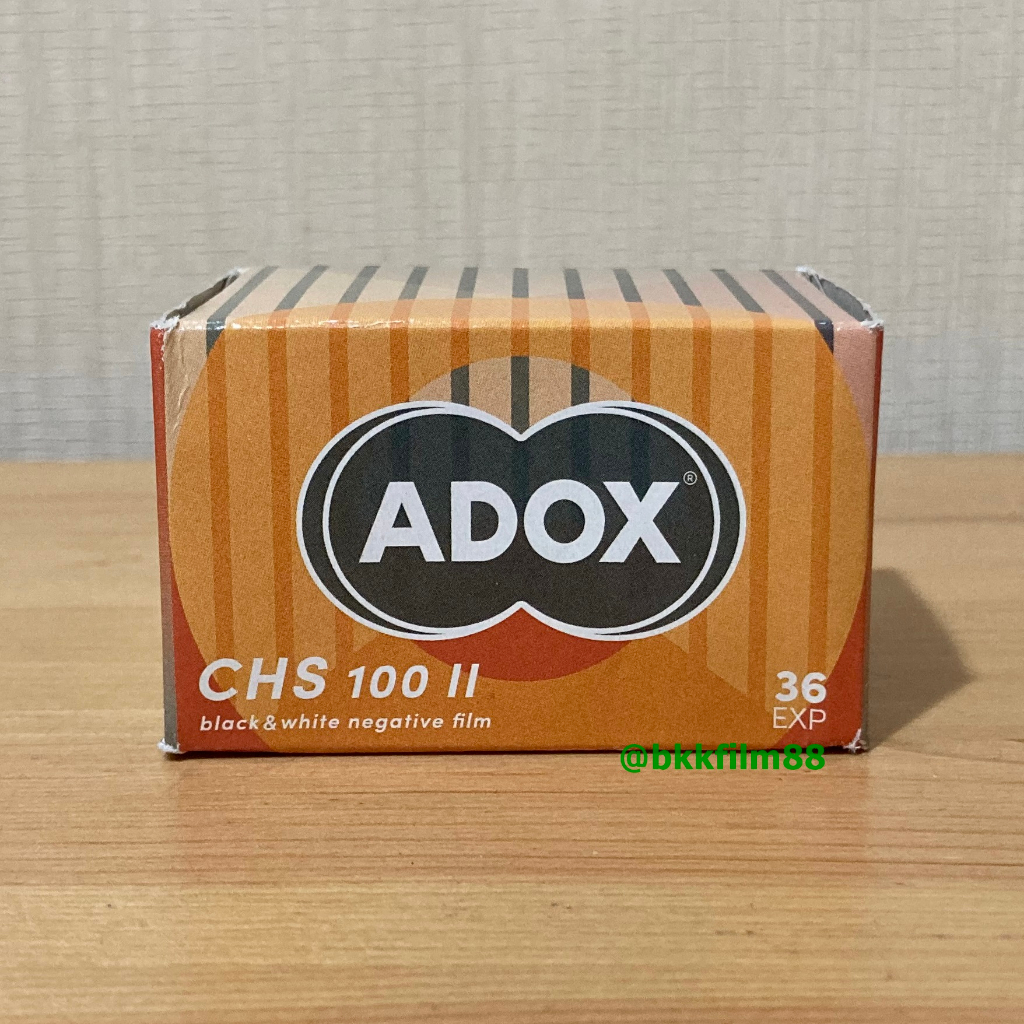 ADOX®
CHS 100 II
black&white negative film
36
EXP
@bkkfilm88